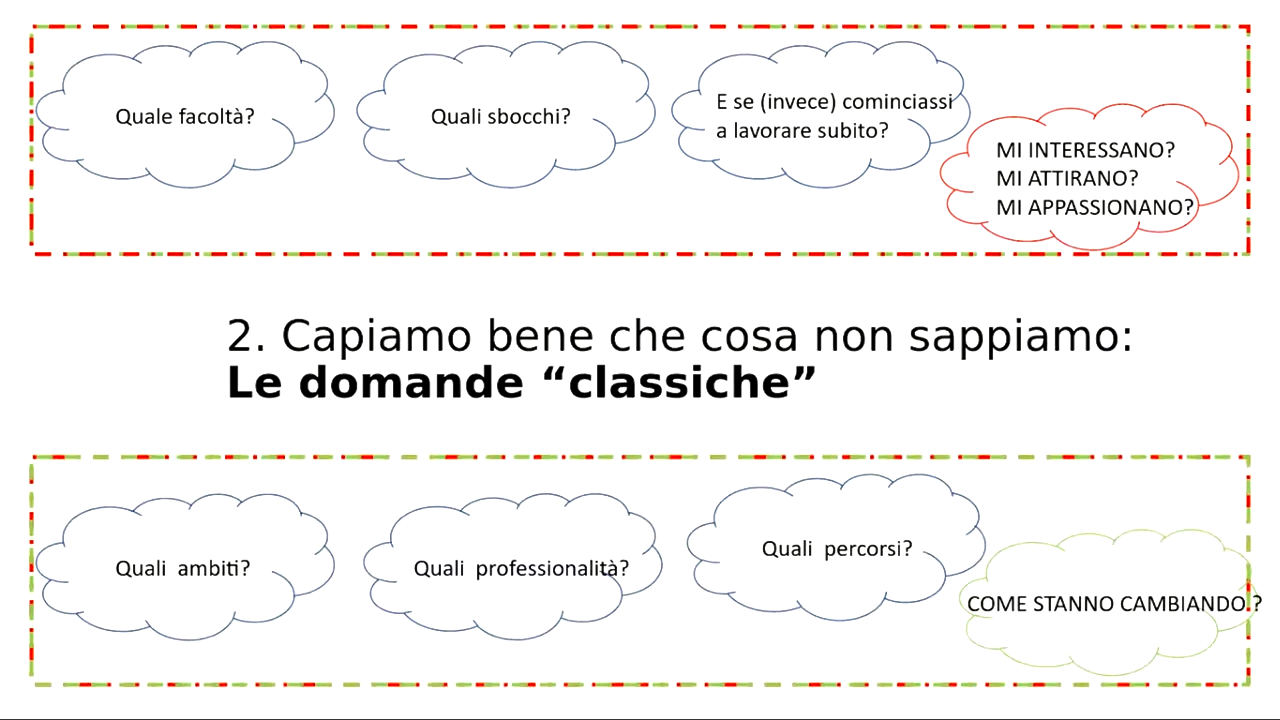 Quale facoltà?
Quali sbocchi?
E se (invece) cominciassi
a lavorare subito?
MI INTERESSANO?
MI ATTIRANO?
MI APPASSIONANO?
2. Capiamo bene che cosa non sappiamo:
Le domande “classiche”
Quali ambiti?
Quali professionalità?
Quali percorsi?
COME STANNO CAMBIANDO.?